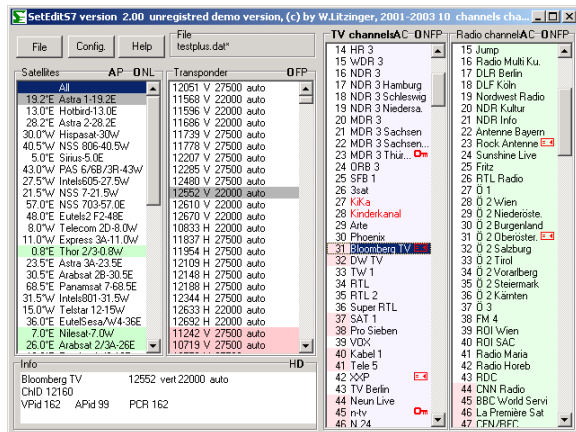 SetEditS7 version 2.00 unregistred demo version, (c) by W.Litzinger, 2001-2003 10 channels cha...
File
Config.
Help
File
testplus.dat*
Satellites AP ONL
All
19.2°E Astra 1-19.2E
13.0°E Hotbird-13.0E
28.2°E Astra 2-28.2E
30.0°W Hispasat-30W
40.5°W NSS 806-40.5W
5.0°E Sirius-5.0E
43.0°W PAS 6/6B/3R-43W
27.5°W Intels605-27.5W
21.5°W NSS 7-21.5W
57.0°E NSS 703-57.0E
48.0°E Eutels2 F2-48E
8.0°W Telecom 2D-8.0W
11.0°W Express 3A-11.0W
0.8°E Thor 2/3-0.8W
23.5°E Astra 3A-23.5E
30.5°E Arabsat 2B-30.5E
68.5°E Panamsat 7-68.5E
31.5°W Intels801-31.5W
15.0°W Telstar 12-15W
36.0°E EutelSesa/W4-36E
7.0°E Nilesat-7.0W
26.0°E Arabsat 2/3A-26E
Transponder OFP
12051 V 27500 auto
11568 V 22000 auto
11596 V 22000 auto
11686 V 22000 auto
11739 V 27500 auto
11778 V 27500 auto
12207 V 27500 auto
12285 V 27500 auto
12480 V 27500 auto
12552 V 22000 auto
12610 V 22000 auto
12670 V 22000 auto
10833 H 22000 auto
11837 H 27500 auto
11954 H 27500 auto
12109 H 27500 auto
12148 H 27500 auto
12188 H 27500 auto
12344 H 27500 auto
12633 H 22000 auto
12692 H 22000 auto
11242 V 27500 auto
10719 V 27500 auto
TV channels AC ONFP
14 HR 3
15 WDR 3
16 NDR 3
17 NDR 3 Hamburg
18 NDR 3 Schleswig
19 NDR 3 Niedersa.
20 MDR 3
21 MDR 3 Sachsen
22 MDR 3 Sachsen...
23 MDR 3 Thür...
24 ORB 3
25 SFB 1
26 3sat
27 KiKa
28 Kinderkanal
29 Arte
30 Phoenix
31 Bloomberg TV
32 DW TV
33 TW 1
34 RTL
35 RTL 2
36 Super RTL
37 SAT 1
38 Pro Sieben
39 VOX
40 Kabel 1
41 Tele 5
42 XXP
43 TV Berlin
44 Neun Live
45 n-tv
46 N 24
Radio channels AC ONFP
15 Jump
16 Radio Multi Ku.
17 DLR Berlin
18 DLF Köln
19 Nordwest Radio
20 NDR Kultur
21 NDR Info
22 Antenne Bayern
23 Rock Antenne
24 Sunshine Live
25 Fritz
26 RTL Radio
27 Ö 1
28 Ö 2 Wien
29 Ö 2 Niederöste.
30 Ö 2 Burgenland
31 Ö 2 Oberöster.
32 Ö 2 Salzburg
33 Ö 2 Tirol
34 Ö 2 Vorarlberg
35 Ö 2 Steiermark
36 Ö 2 Kärnten
37 Ö 3
38 FM 4
39 ROI Wien
40 ROI SAC
41 Radio Maria
42 Radio Horeb
43 RDC
44 CNN Radio
45 BBC World Servi
46 La Première Sat
47 CFN/RFC
Info HD
Bloomberg TV 12552 vert 22000 auto
ChID 12160
VPid 162 APid 99 PCR 162